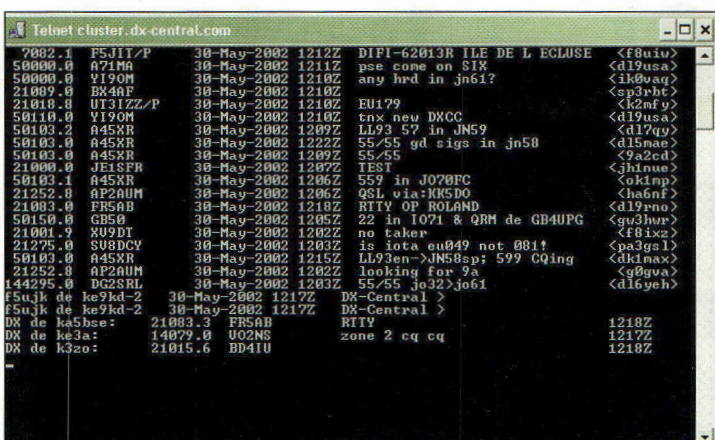 Telnet cluster.dx-central.com
7082.1 F5JIT/P 30-May-2002 1212Z DIFI-62013R ILE DE L ECLUSE <f8uiw>
50000.0 A71MA 30-May-2002 1211Z pse come on SIX <dl9usa>
50000.0 YI9OM 30-May-2002 1210Z any hrd in jn61? <ik0vaq>
21089.0 BX4AF 30-May-2002 1210Z <sp3rbt>
21018.8 UT3IZZ/P 30-May-2002 1210Z EU179 <k2mfy>
50110.0 YI9OM 30-May-2002 1210Z tnx new DXCC <dl9usa>
50103.2 A45XR 30-May-2002 1209Z LL93 57 in JN59 <dl7qy>
50103.0 A45XR 30-May-2002 1222Z 55/55 gd sigs in jn58 <dl5mae>
50103.0 A45XR 30-May-2002 1209Z 55/55 <9a2cd>
21000.0 JE1SFR 30-May-2002 1207Z TEST <jh1nue>
50103.1 A45XR 30-May-2002 1206Z 559 in JO70FC <ok1mp>
21252.8 AP2AUM 30-May-2002 1206Z QSL via:KK5DO <ha6nf>
21083.0 FR5AB 30-May-2002 1218Z RTTY OP ROLAND <dl9rno>
50150.0 GB50 30-May-2002 1205Z 22 in IO71 & QRM de GB4UPG <gw3hwr>
21001.9 XV9DT 30-May-2002 1202Z no taker <f8ixz>
21275.0 SV8DCY 30-May-2002 1203Z is iota eu049 not 081! <pa3gsl>
50103.0 A45XR 30-May-2002 1215Z LL93en->JN58sp; 599 CQing <dk1max>
21252.8 AP2AUM 30-May-2002 1202Z looking for 9a <g0gva>
144295.0 DG2SRL 30-May-2002 1203Z 55/55 jo32>jo61 <dl6yeh>
f5ujk de ke9kd-2 30-May-2002 1217Z DX-Central >
f5ujk de ke9kd-2 30-May-2002 1217Z DX-Central >
DX de ka5bse: 21083.3 FR5AB RTTY 1218Z
DX de ke3a: 14079.0 VO2NS zone 2 cq cq 1217Z
DX de k3zo: 21015.6 BD4IU 1218Z